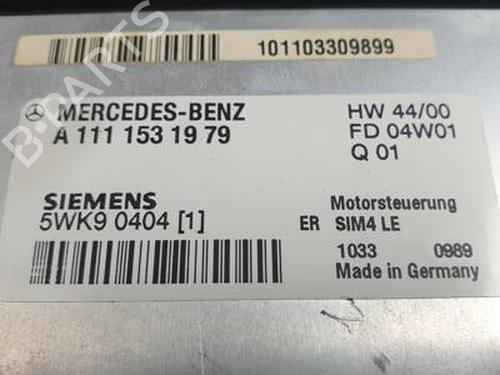 101103309899
MERCEDES-BENZ
A 111 153 19 79
HW 44/00
FD 04W01
Q 01
SIEMENS
5WK9 0404 [1]
Motorsteuerung
ER SIM4 LE
1033 0989
Made in Germany
B-PARTS